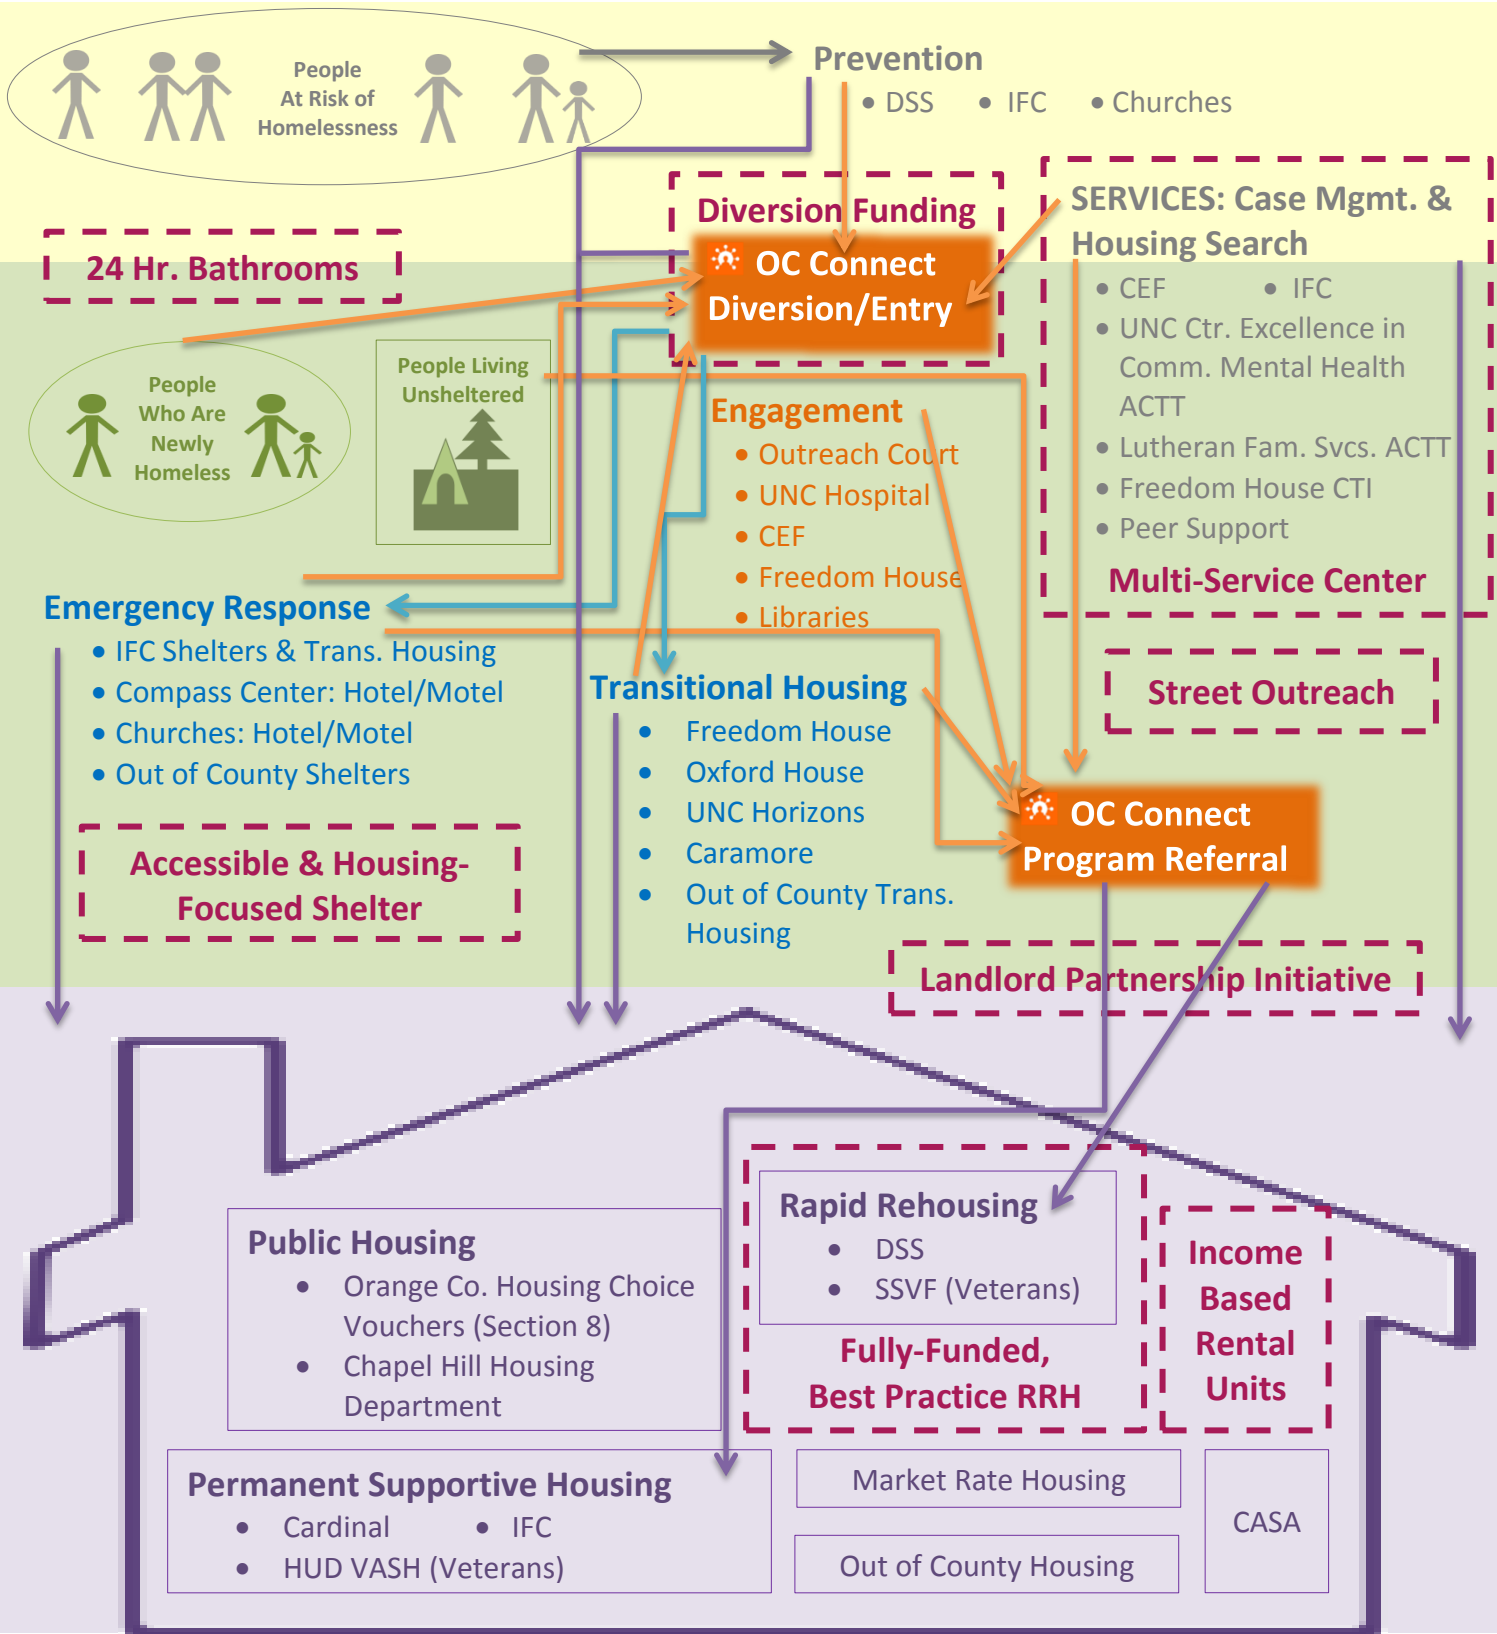 People
At Risk of
Homelessness
Prevention
• DSS • IFC • Churches
Diversion Funding
OC Connect
Diversion/Entry
SERVICES: Case Mgmt. &
Housing Search
• CEF • IFC
• UNC Ctr. Excellence in
Comm. Mental Health
ACTT
• Lutheran Fam. Svcs. ACTT
• Freedom House CTI
• Peer Support
Multi-Service Center
24 Hr. Bathrooms
People
Who Are
Newly
Homeless
People Living
Unsheltered
Engagement
• Outreach Court
• UNC Hospital
• CEF
• Freedom House
• Libraries
Emergency Response
• IFC Shelters & Trans. Housing
• Compass Center: Hotel/Motel
• Churches: Hotel/Motel
• Out of County Shelters
Transitional Housing
• Freedom House
• Oxford House
• UNC Horizons
• Caramore
• Out of County Trans.
Housing
Street Outreach
OC Connect
Program Referral
Accessible & Housing-
Focused Shelter
Landlord Partnership Initiative
Public Housing
• Orange Co. Housing Choice
Vouchers (Section 8)
• Chapel Hill Housing
Department
Rapid Rehousing
• DSS
• SSVF (Veterans)
Fully-Funded,
Best Practice RRH
Income
Based
Rental
Units
Permanent Supportive Housing
• Cardinal • IFC
• HUD VASH (Veterans)
Market Rate Housing
Out of County Housing
CASA